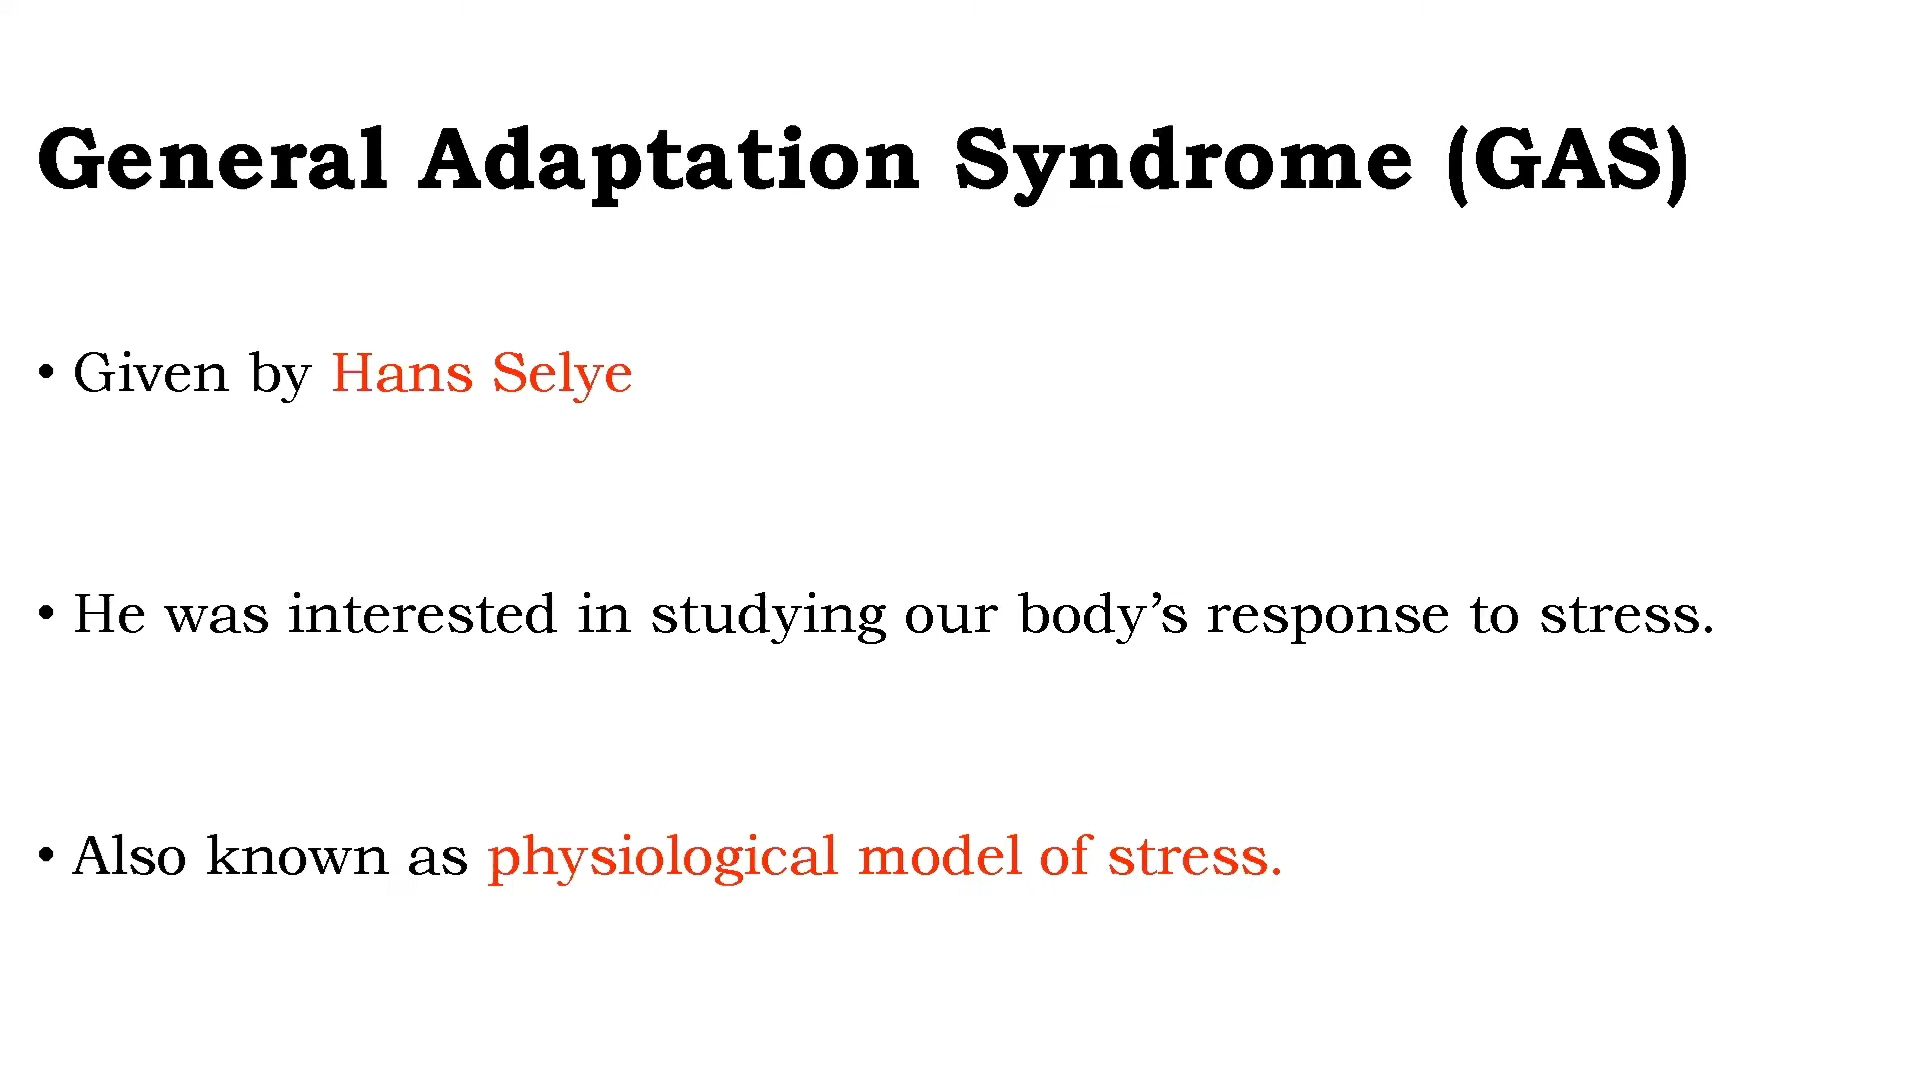 General Adaptation Syndrome (GAS)
• Given by Hans Selye
• He was interested in studying our body’s response to stress.
• Also known as physiological model of stress.